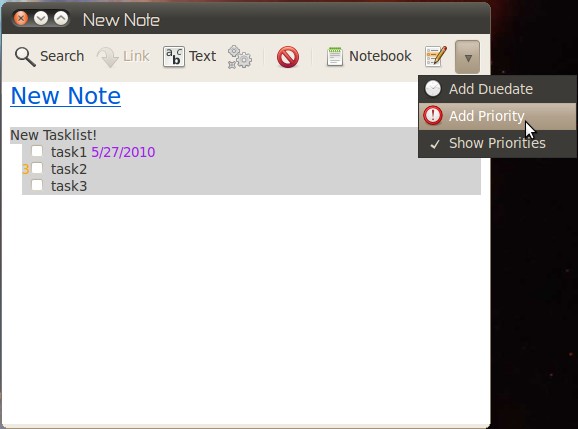 New Note
Search Link Text Notebook
Add Duedate
Add Priority
Show Priorities
New Note
New Tasklist!
task1 5/27/2010
3 task2
task3